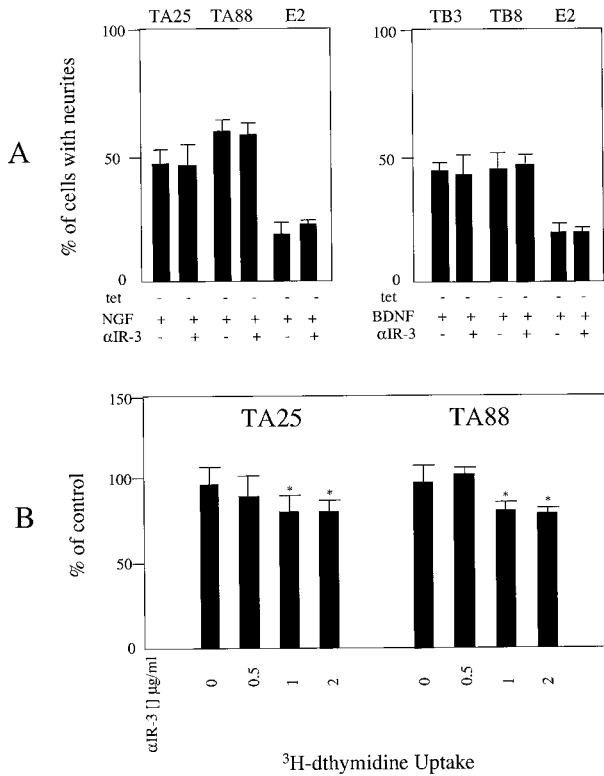 TA25 TA88 E2
TB3 TB8 E2
A
% of cells with neurites
100
50
0
100
50
0
tet - - - - - -
NGF + + + + + +
αIR-3 - + - + - +
tet - - - - - -
BDNF + + + + + +
αIR-3 - + - + - +
B
% of control
150
100
50
0
TA25 TA88
* * * *
αIR-3 [] μg/ml 0 0.5 1 2 0 0.5 1 2
³H-dthymidine Uptake